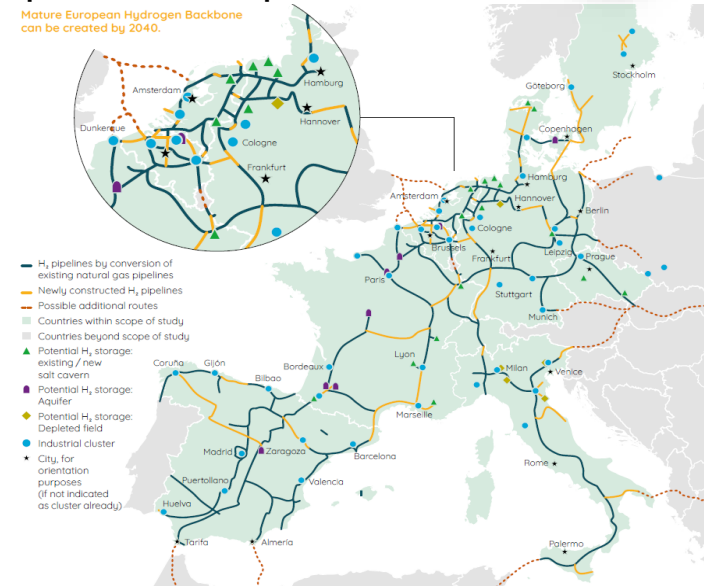 Mature European Hydrogen Backbone
can be created by 2040.
Amsterdam
Hamburg
Hannover
Dunkerque
Cologne
Frankfurt
Stockholm
Göteborg
Copenhagen
Hamburg
Amsterdam
Hannover
Berlin
Cologne
Brussels
Leipzig
Prague
Frankfurt
Paris
Stuttgart
Munich
Lyon
Milan
Venice
Bordeaux
Coruña
Gijón
Bilbao
Marseille
Madrid
Zaragoza
Barcelona
Rome
Puertollano
Valencia
Huelva
Tarifa
Almería
Palermo
H₂ pipelines by conversion of
existing natural gas pipelines
Newly constructed H₂ pipelines
Possible additional routes
Countries within scope of study
Countries beyond scope of study
Potential H₂ storage:
existing / new
salt cavern
Potential H₂ storage:
Aquifer
Potential H₂ storage:
Depleted field
Industrial cluster
City, for
orientation
purposes
(if not indicated
as cluster already)